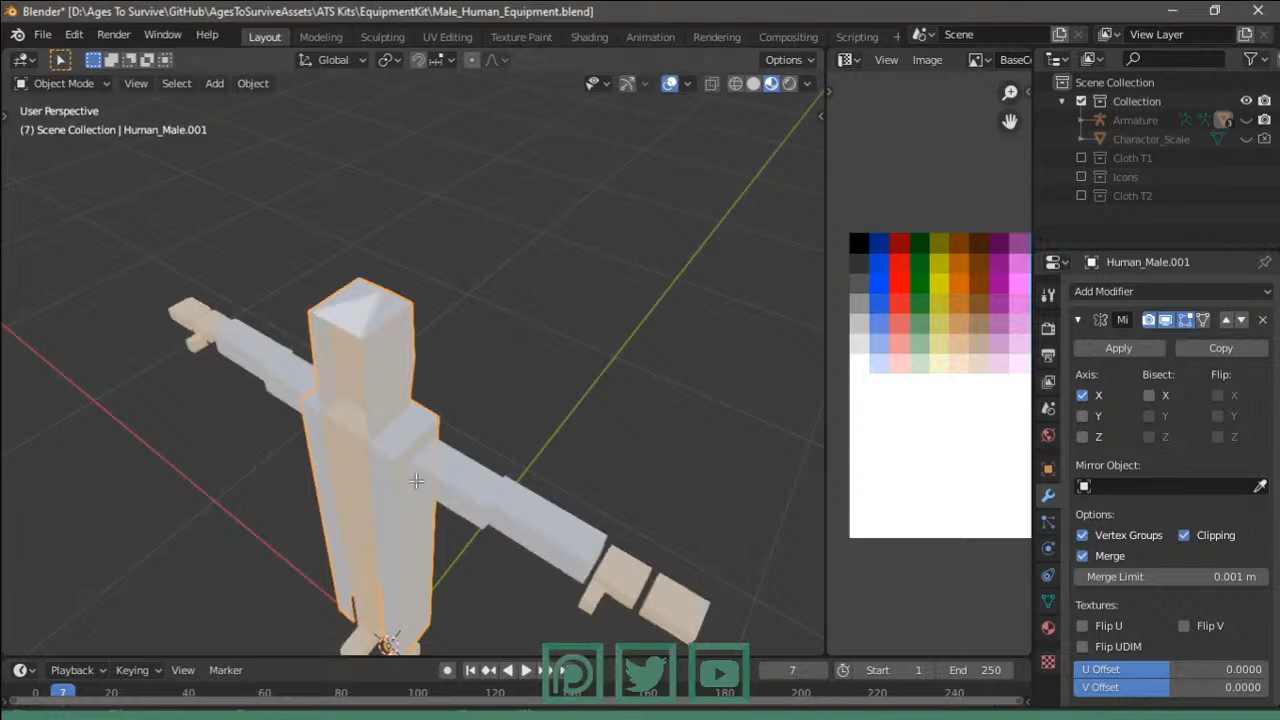 Blender* [D:\Ages To Survive\GitHub\AgesToSurviveAssets\ATS Kits\EquipmentKit\Male_Human_Equipment.blend]
File Edit Render Window Help Layout Modeling Sculpting UV Editing Texture Paint Shading Animation Rendering Compositing Scripting + Scene View Layer
Global Options View Image BaseC
Object Mode View Select Add Object
User Perspective
(7) Scene Collection | Human_Male.001
Scene Collection
Collection
Armature
Character_Scale
Cloth T1
Icons
Cloth T2
Human_Male.001
Add Modifier
Mi
Apply Copy
Axis: Bisect: Flip:
X X X
Y Y Y
Z Z Z
Mirror Object:
Options:
Vertex Groups Clipping
Merge
Merge Limit 0.001 m
Textures:
Flip U Flip V
Flip UDIM
U Offset 0.0000
V Offset 0.0000
Playback Keying View Marker 7 Start 1 End 250
0 7 20 40 60 80 100 120 140 160 180 200 220 240